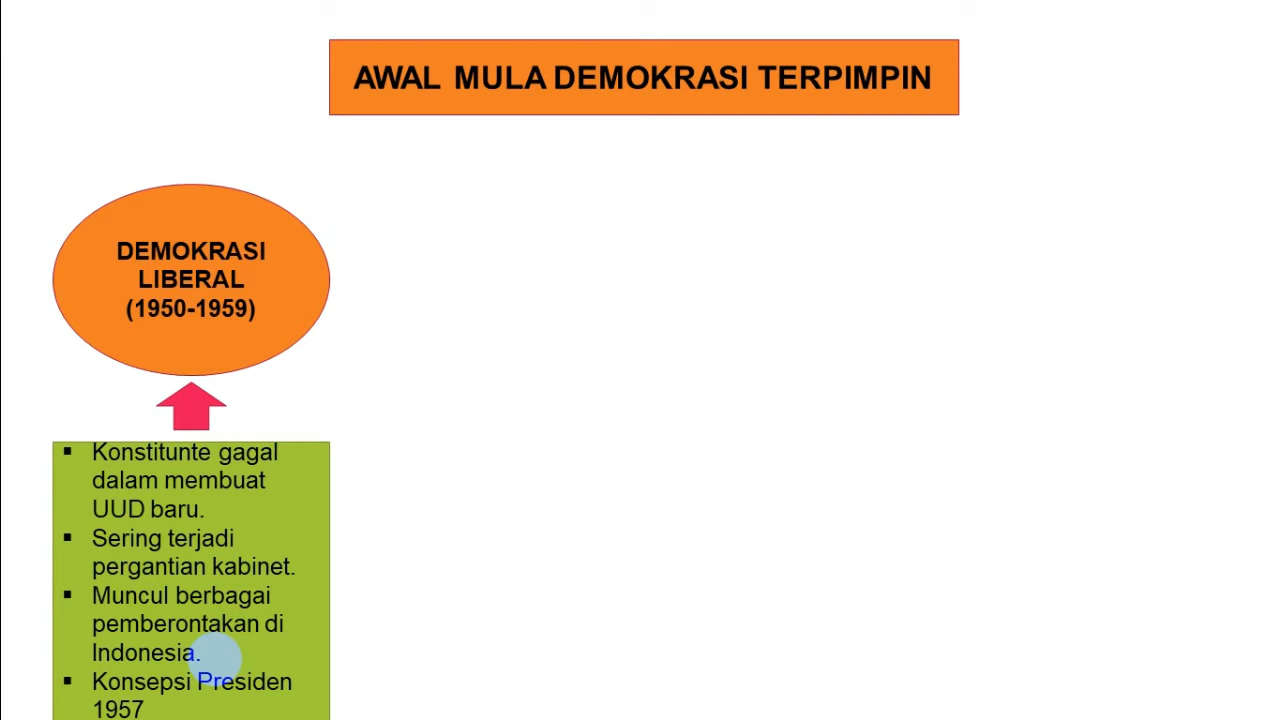 AWAL MULA DEMOKRASI TERPIMPIN
DEMOKRASI
LIBERAL
(1950-1959)
▪ Konstitunte gagal
dalam membuat
UUD baru.
▪ Sering terjadi
pergantian kabinet.
▪ Muncul berbagai
pemberontakan di
Indonesia.
▪ Konsepsi Presiden
1957